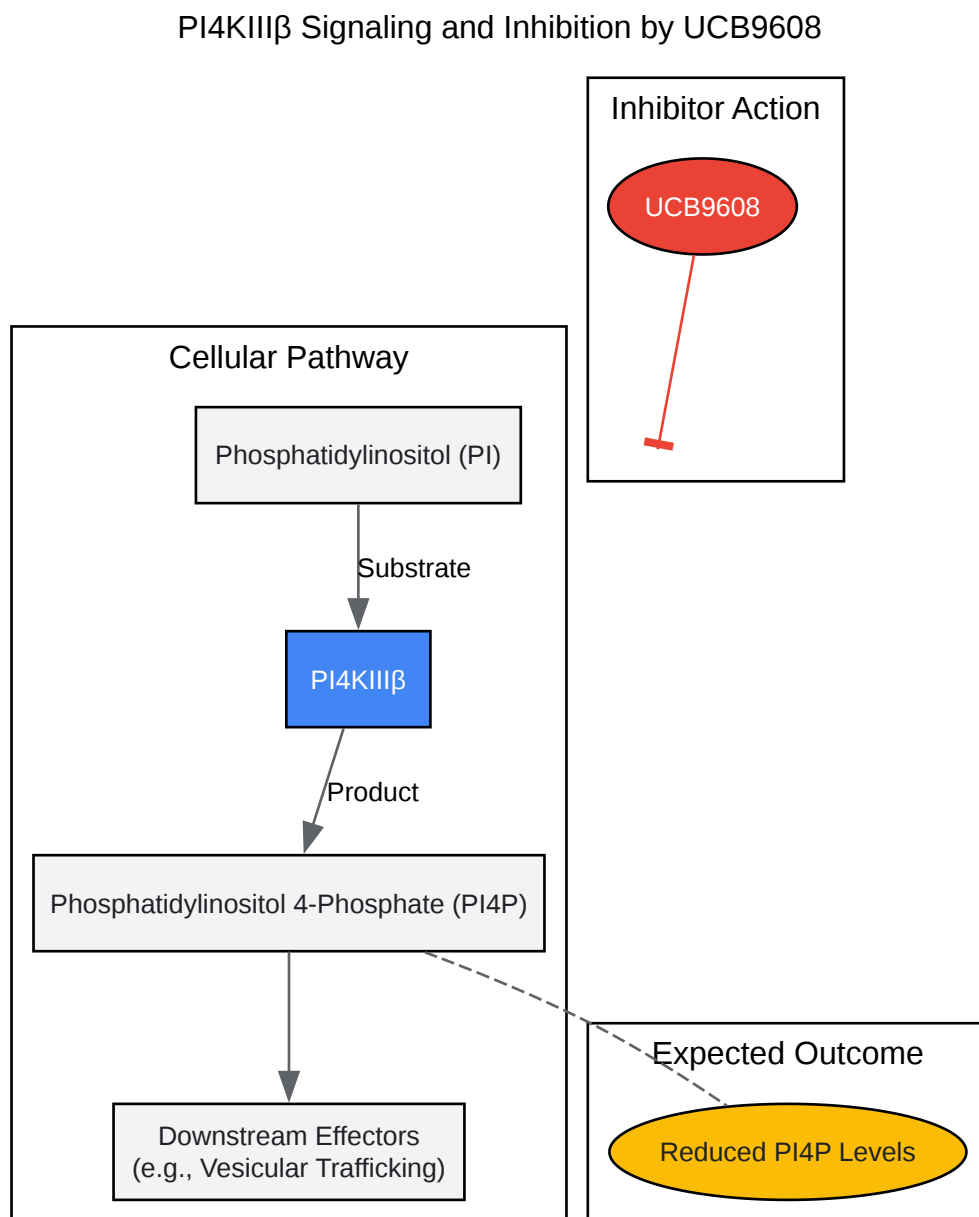 PI4KIIIβ Signaling and Inhibition by UCB9608
Inhibitor Action
UCB9608
Cellular Pathway
Phosphatidylinositol (PI)
Substrate
PI4KIIIβ
Product
Phosphatidylinositol 4-Phosphate (PI4P)
Expected Outcome
Reduced PI4P Levels
Downstream Effectors
(e.g., Vesicular Trafficking)